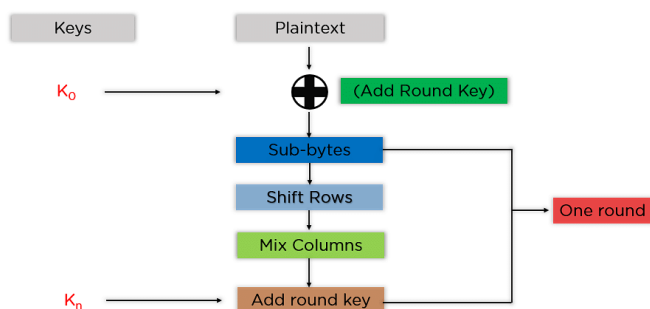 Keys
Plaintext
K0
(Add Round Key)
Sub-bytes
Shift Rows
One round
Mix Columns
Kn
Add round key